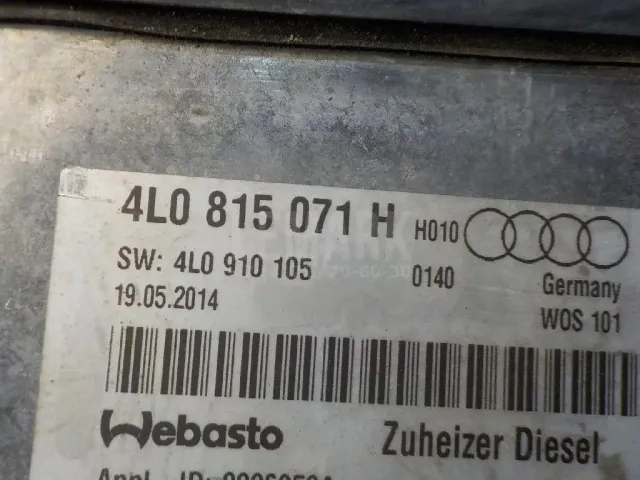 4L0 815 071 H H010
SW: 4L0 910 105 0140 Germany
19.05.2014 WOS 101
Webasto Zuheizer Diesel